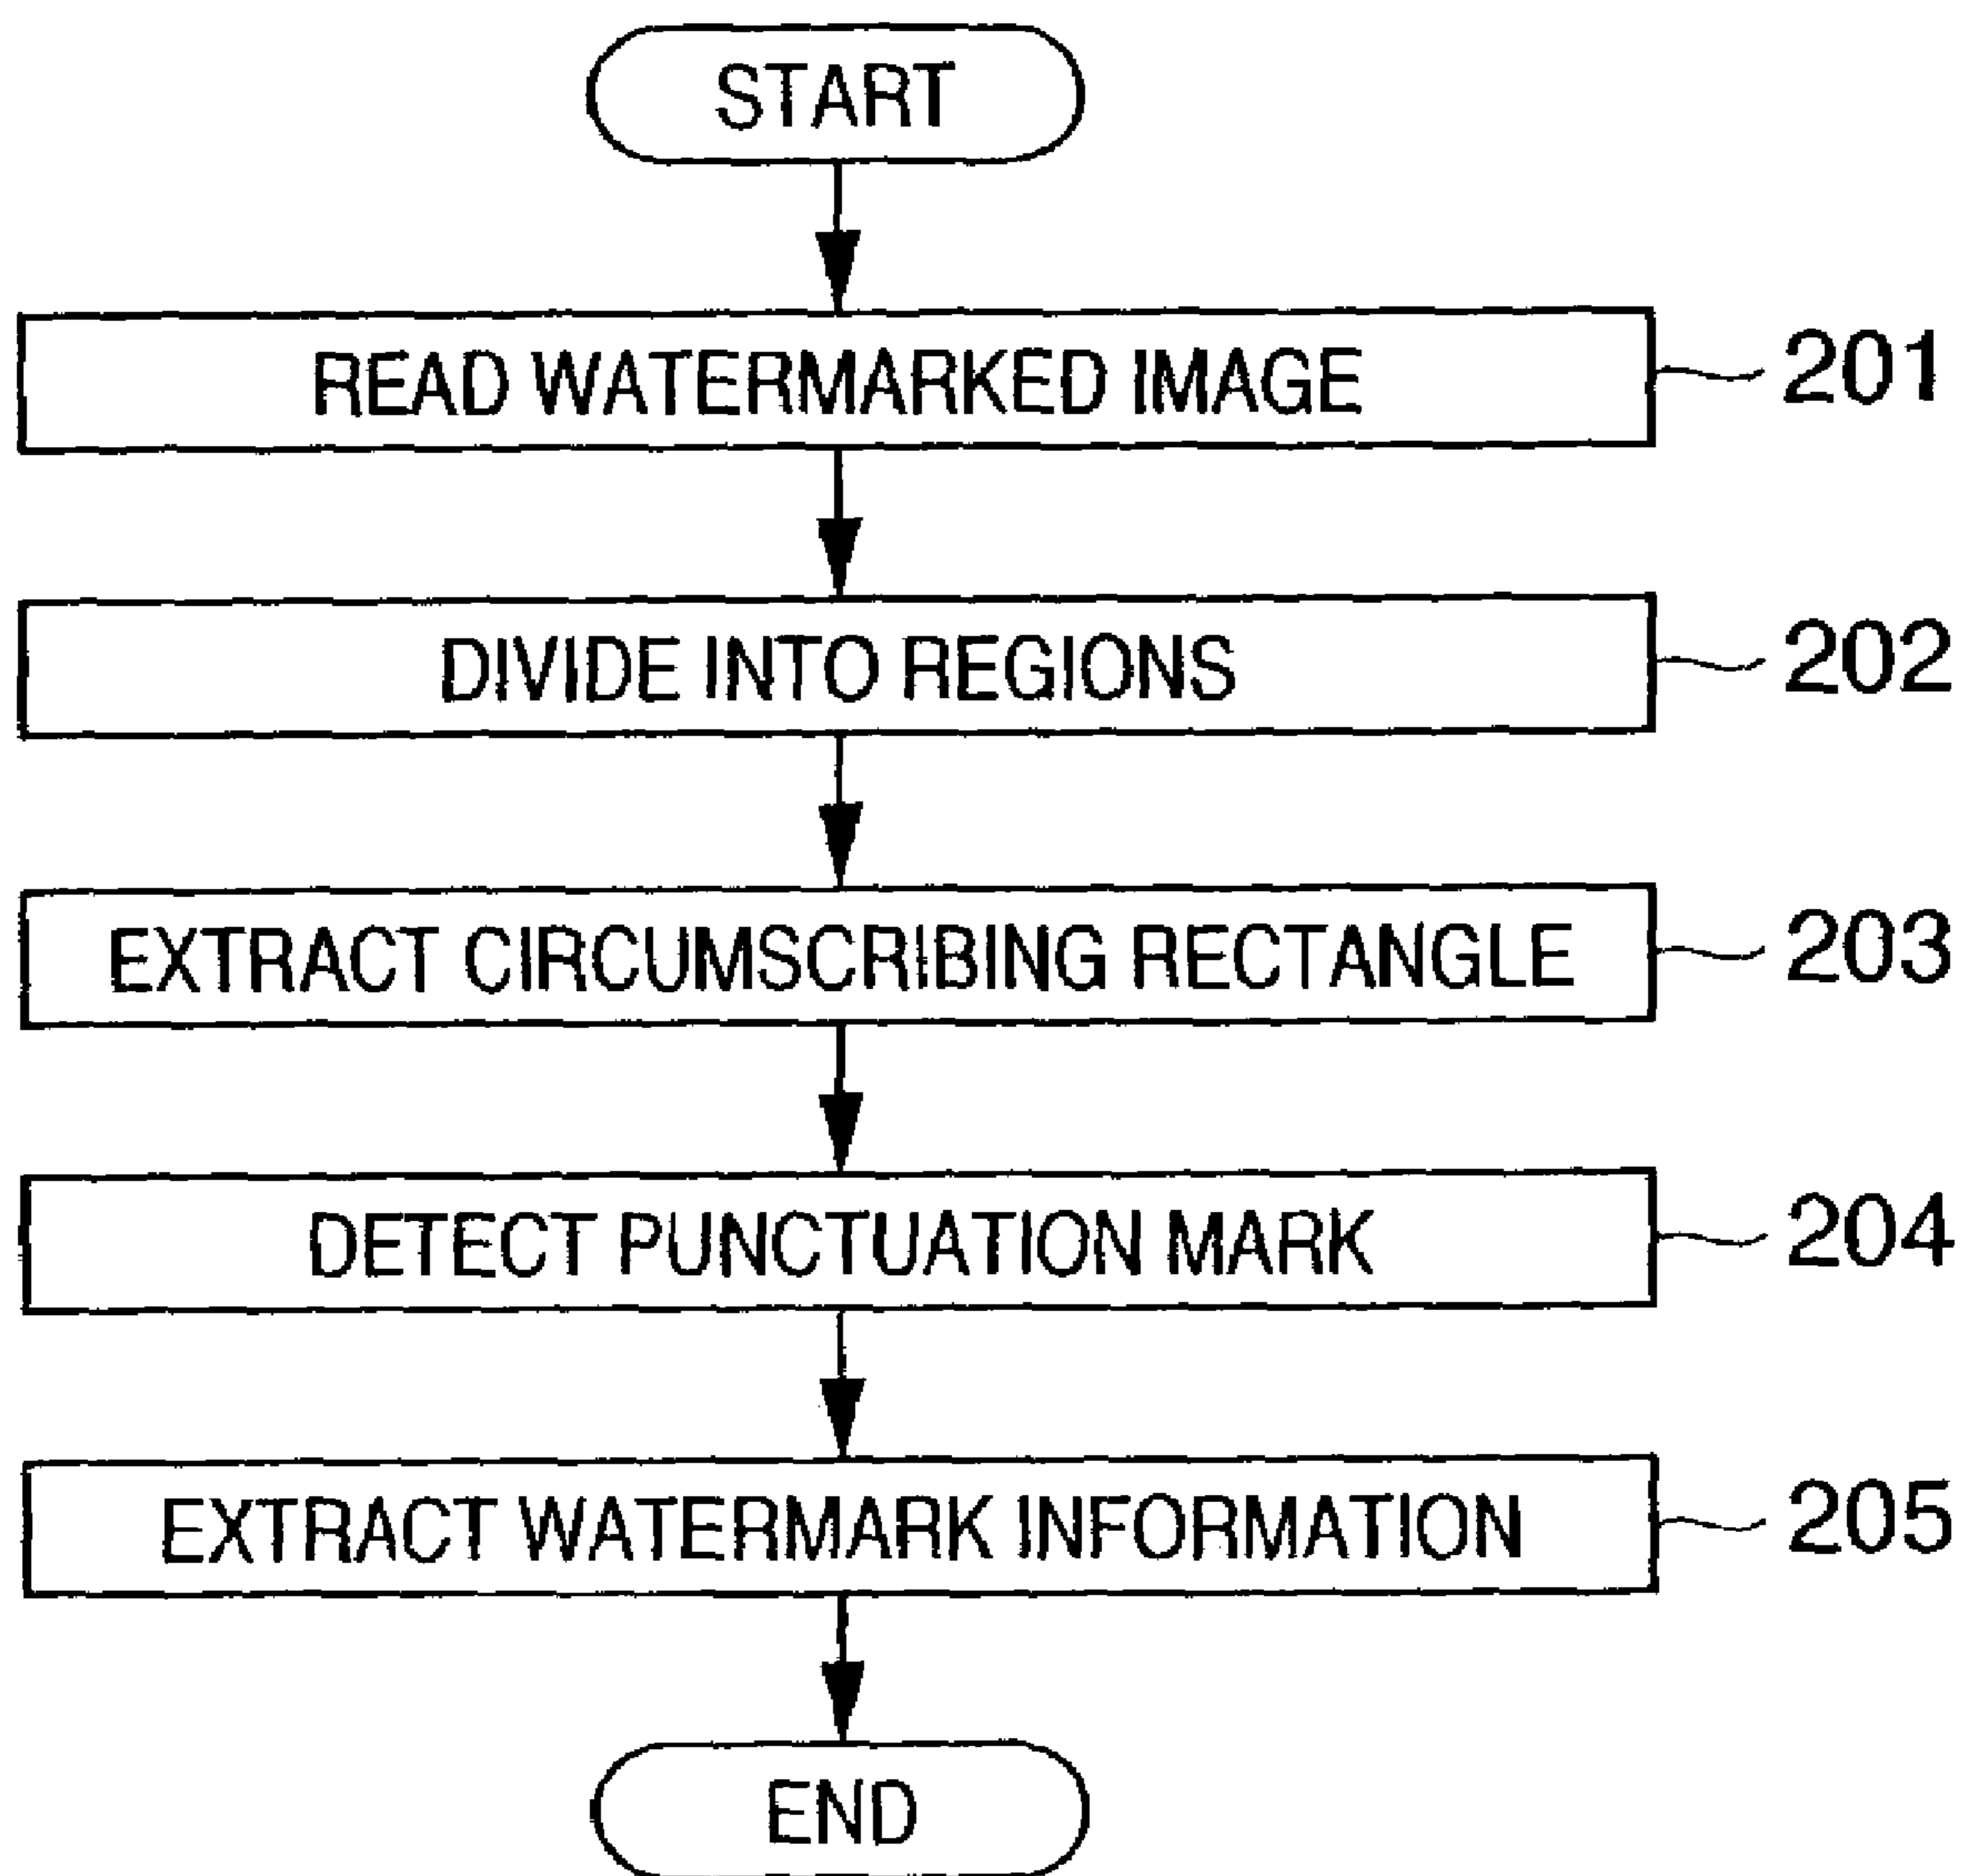 START
READ WATERMARKED IMAGE 201
DIVIDE INTO REGIONS 202
EXTRACT CIRCUMSCRIBING RECTANGLE 203
DETECT PUNCTUATION MARK 204
EXTRACT WATERMARK INFORMATION 205
END